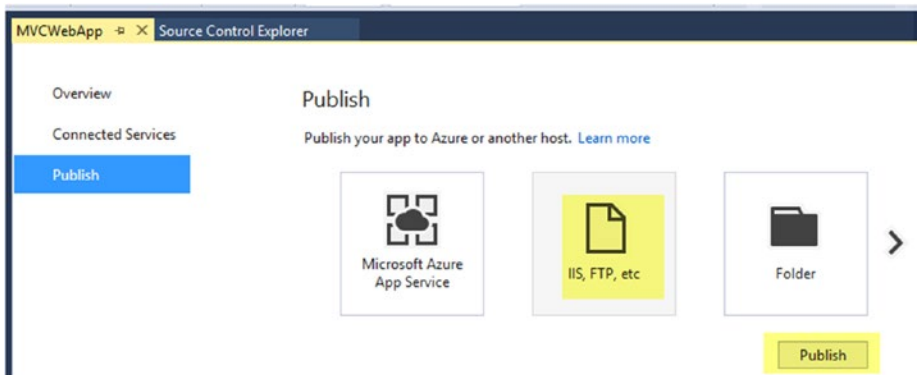 MVCWebApp
Source Control Explorer
Overview
Connected Services
Publish
Publish
Publish your app to Azure or another host. Learn more
Microsoft Azure
App Service
IIS, FTP, etc
Folder
Publish